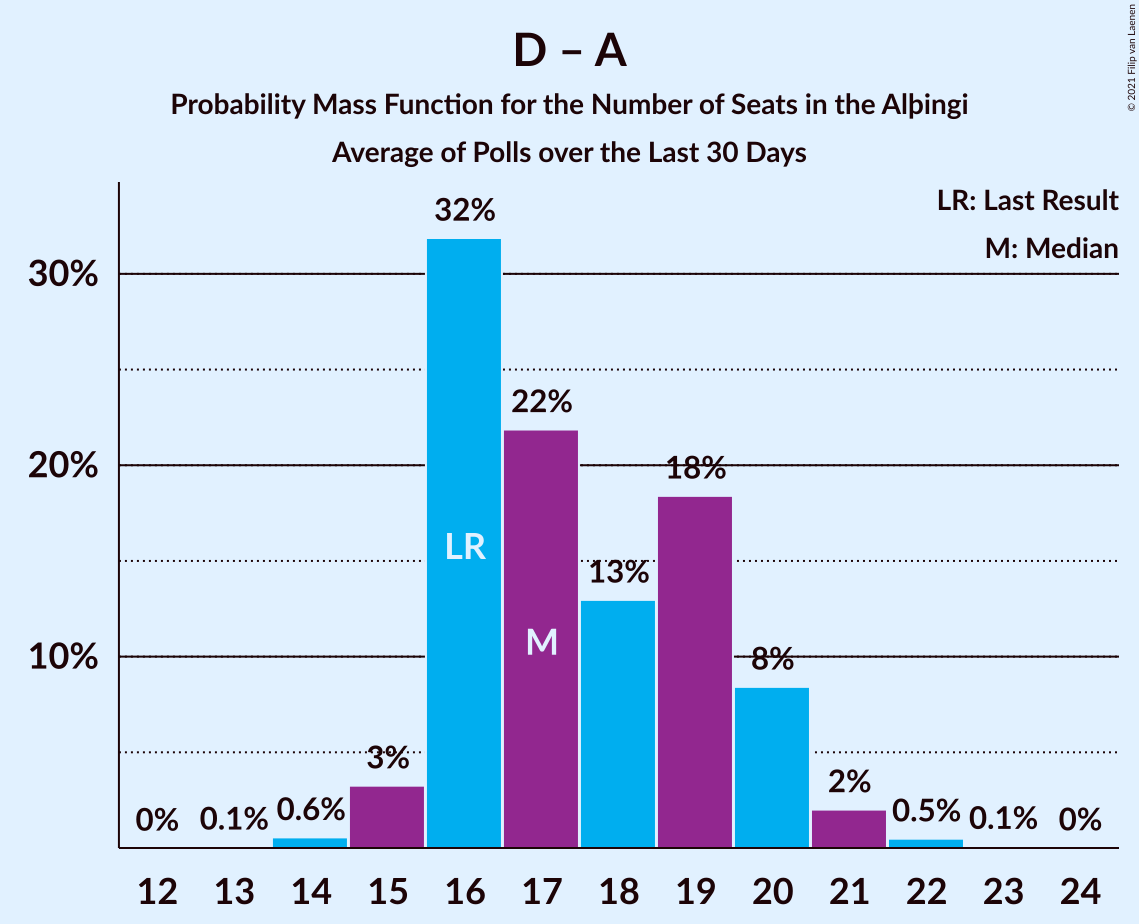 © 2021 Filip van Laenen
D – A
Probability Mass Function for the Number of Seats in the Alþingi
Average of Polls over the Last 30 Days
LR: Last Result
M: Median
30%
20%
10%
0%
0.1%
0.6%
3%
32%
22%
13%
18%
8%
2%
0.5%
0.1%
0%
LR
M
12 13 14 15 16 17 18 19 20 21 22 23 24